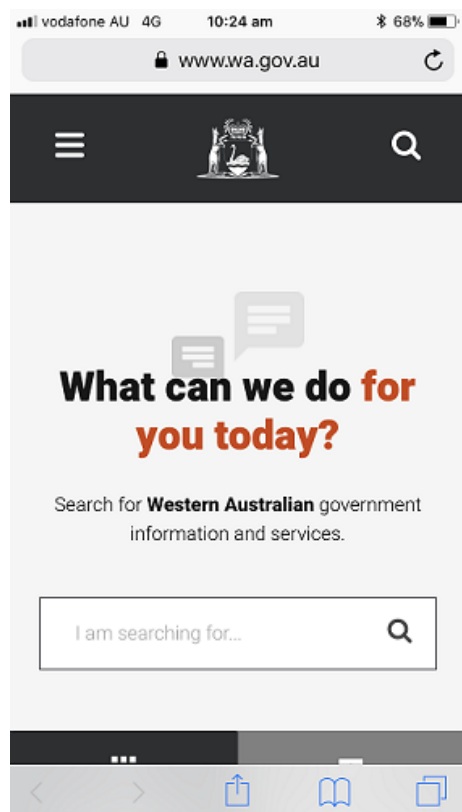 vodafone AU 4G 10:24 am 68%
www.wa.gov.au
What can we do for
you today?
Search for Western Australian government
information and services.
I am searching for...